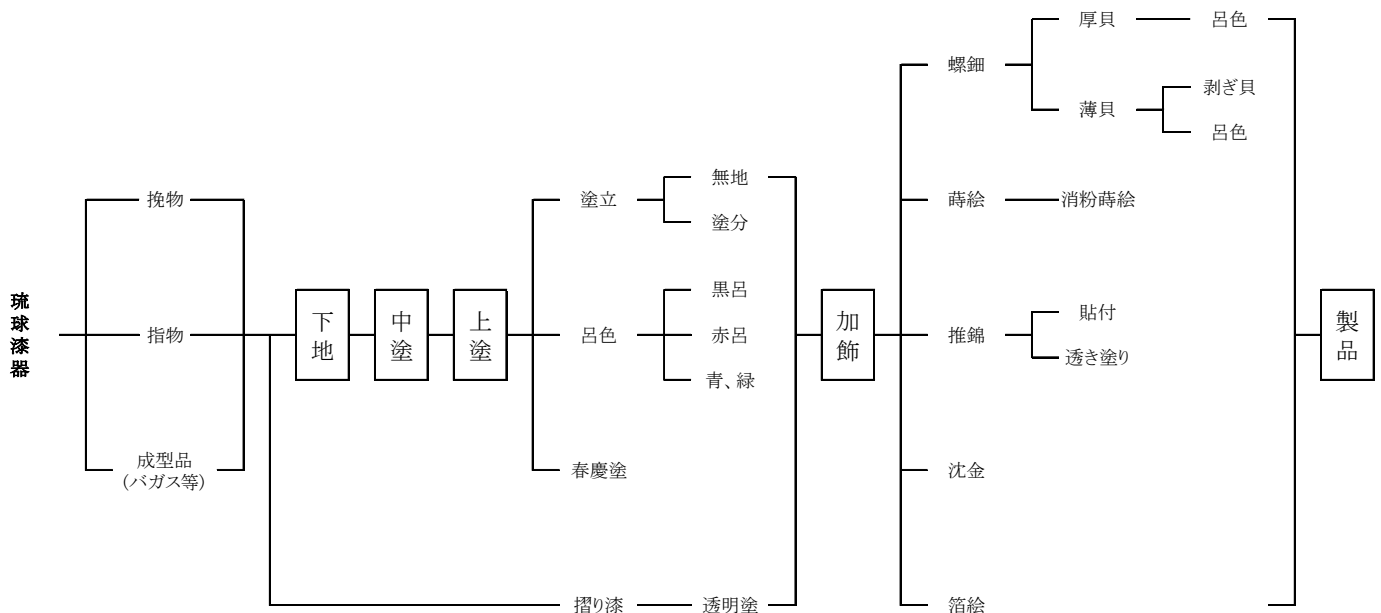 琉球漆器
挽物
指物
成型品
（バガス等）
下地
中塗
上塗
塗立
無地
塗分
呂色
黒呂
赤呂
青、緑
春慶塗
摺り漆
透明塗
加飾
螺鈿
厚貝
呂色
薄貝
剥ぎ貝
呂色
蒔絵
消粉蒔絵
推錦
貼付
透き塗り
沈金
箔絵
製品